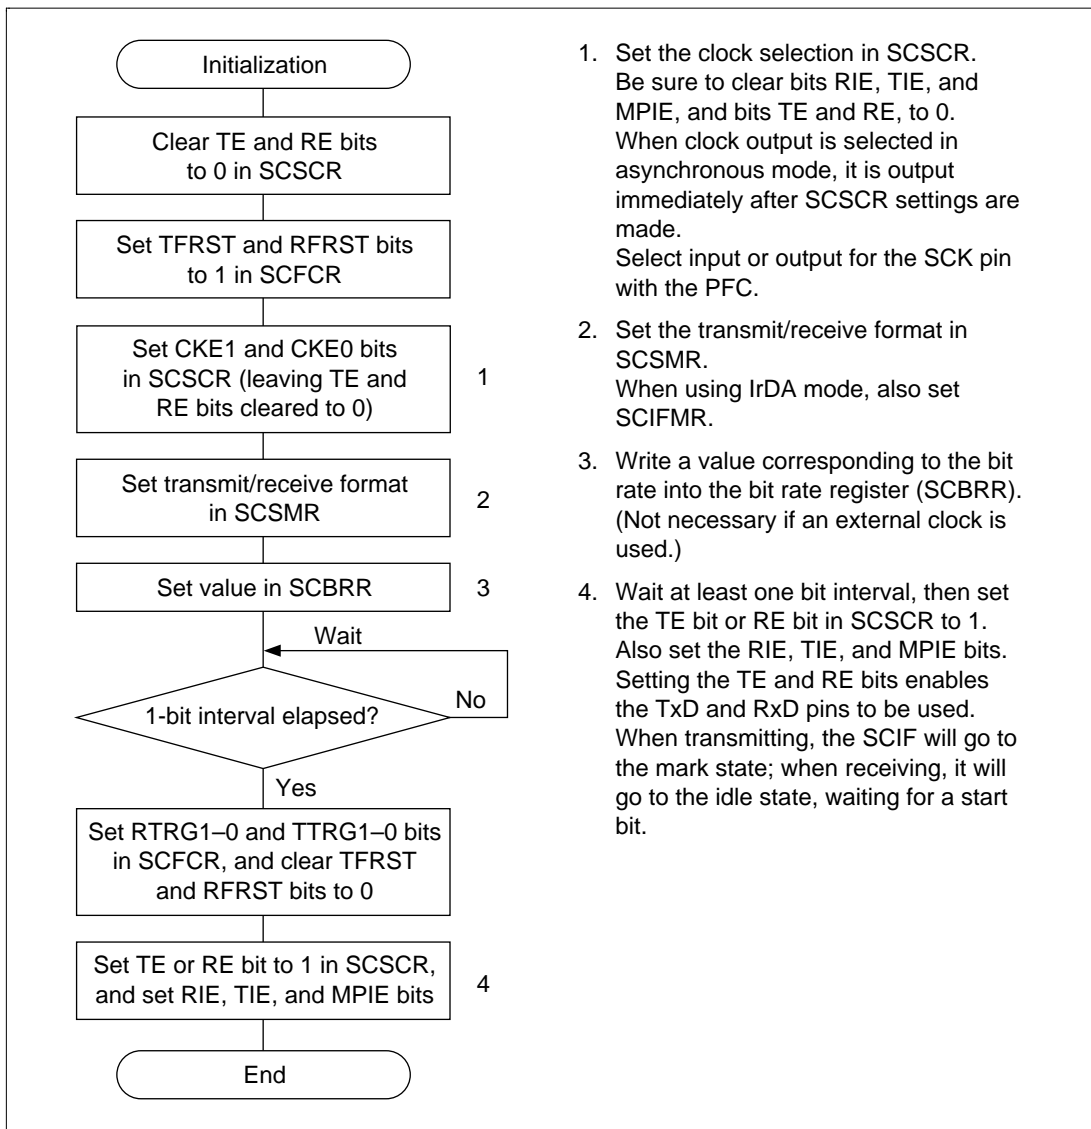 Initialization
Clear TE and RE bits
to 0 in SCSCR
Set TFRST and RFRST bits
to 1 in SCFCR
Set CKE1 and CKE0 bits
in SCSCR (leaving TE and
RE bits cleared to 0)
1
Set transmit/receive format
in SCSMR
2
Set value in SCBRR
3
Wait
1-bit interval elapsed?
No
Yes
Set RTRG1–0 and TTRG1–0 bits
in SCFCR, and clear TFRST
and RFRST bits to 0
Set TE or RE bit to 1 in SCSCR,
and set RIE, TIE, and MPIE bits
4
End
1. Set the clock selection in SCSCR.
Be sure to clear bits RIE, TIE, and
MPIE, and bits TE and RE, to 0.
When clock output is selected in
asynchronous mode, it is output
immediately after SCSCR settings are
made.
Select input or output for the SCK pin
with the PFC.
2. Set the transmit/receive format in
SCSMR.
When using IrDA mode, also set
SCIFMR.
3. Write a value corresponding to the bit
rate into the bit rate register (SCBRR).
(Not necessary if an external clock is
used.)
4. Wait at least one bit interval, then set
the TE bit or RE bit in SCSCR to 1.
Also set the RIE, TIE, and MPIE bits.
Setting the TE and RE bits enables
the TxD and RxD pins to be used.
When transmitting, the SCIF will go to
the mark state; when receiving, it will
go to the idle state, waiting for a start
bit.